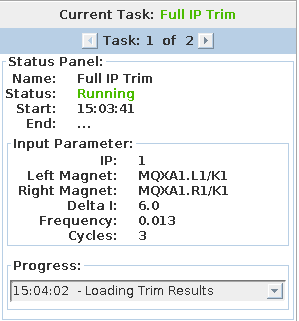 Current Task: Full IP Trim
Task: 1 of 2
Status Panel:
Name: Full IP Trim
Status: Running
Start: 15:03:41
End: ...
Input Parameter:
IP: 1
Left Magnet: MQXA1.L1/K1
Right Magnet: MQXA1.R1/K1
Delta I: 6.0
Frequency: 0.013
Cycles: 3
Progress:
15:04:02 - Loading Trim Results